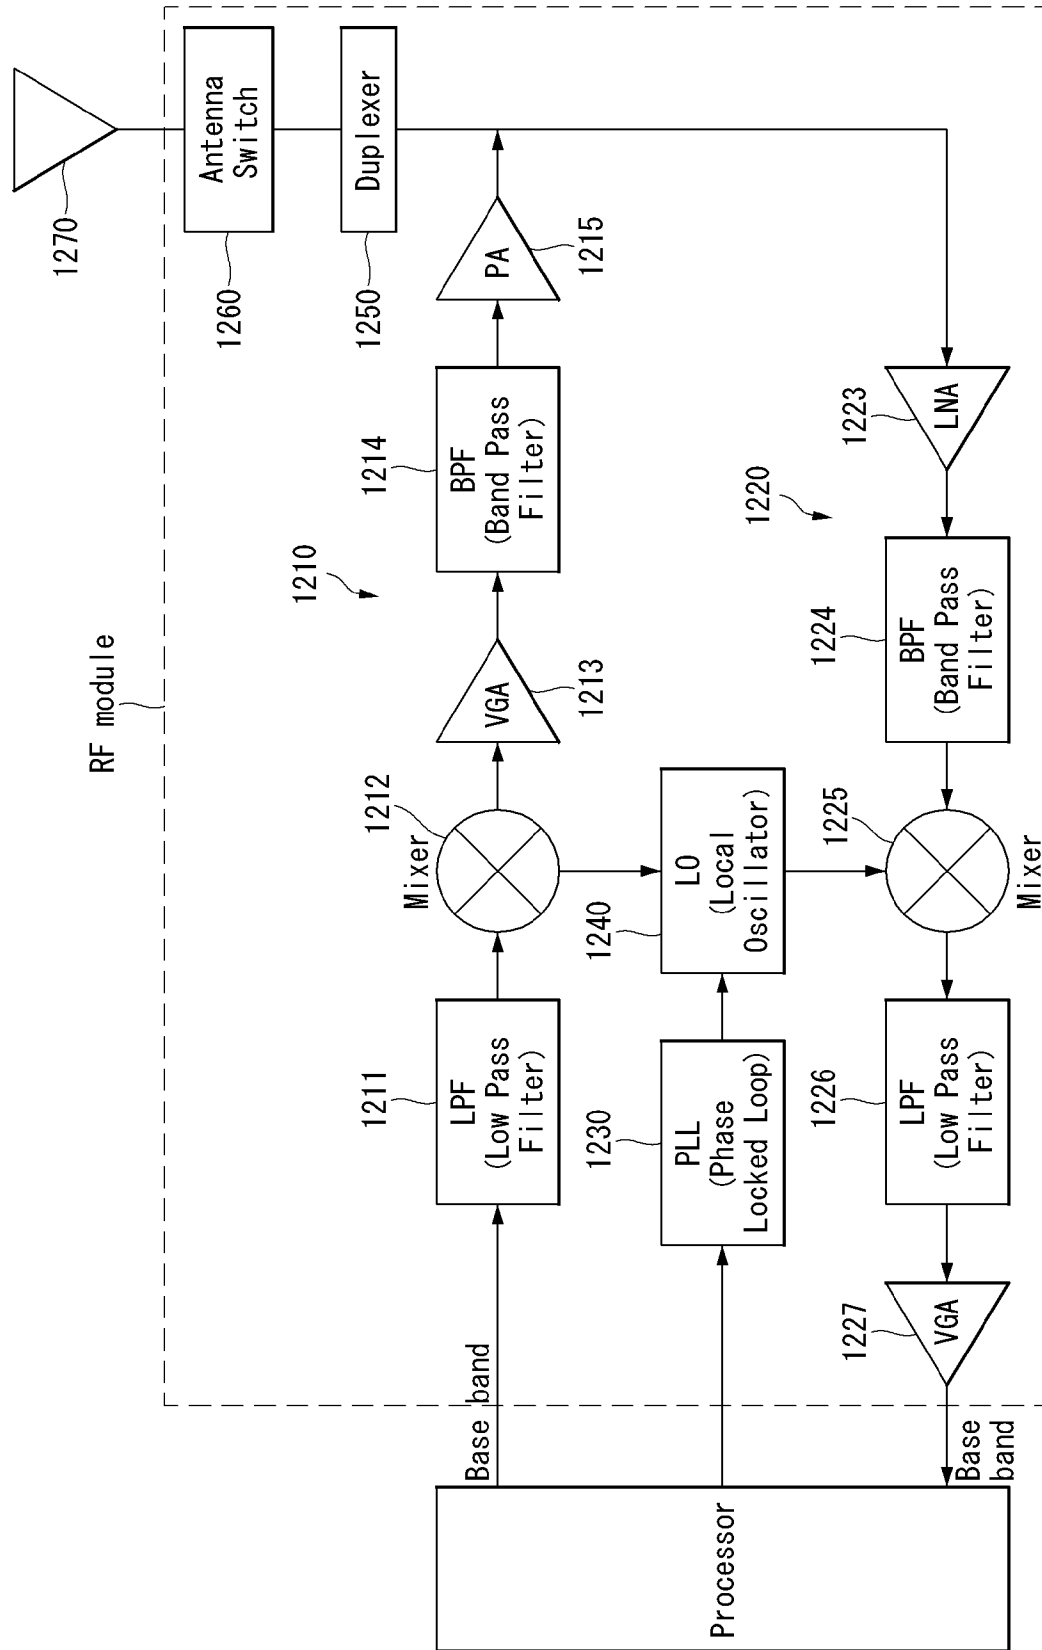 RF module
1270
Antenna
Switch
1260
Duplexer
1250
1210
Base band
LPF
(Low Pass
Filter)
1211
Mixer
1212
VGA
1213
BPF
(Band Pass
Filter)
1214
PA
1215
Processor
PLL
(Phase
Locked Loop)
1230
LO
(Local
Oscillator)
1240
1220
LNA
1223
BPF
(Band Pass
Filter)
1224
Mixer
1225
LPF
(Low Pass
Filter)
1226
VGA
1227
Base
band